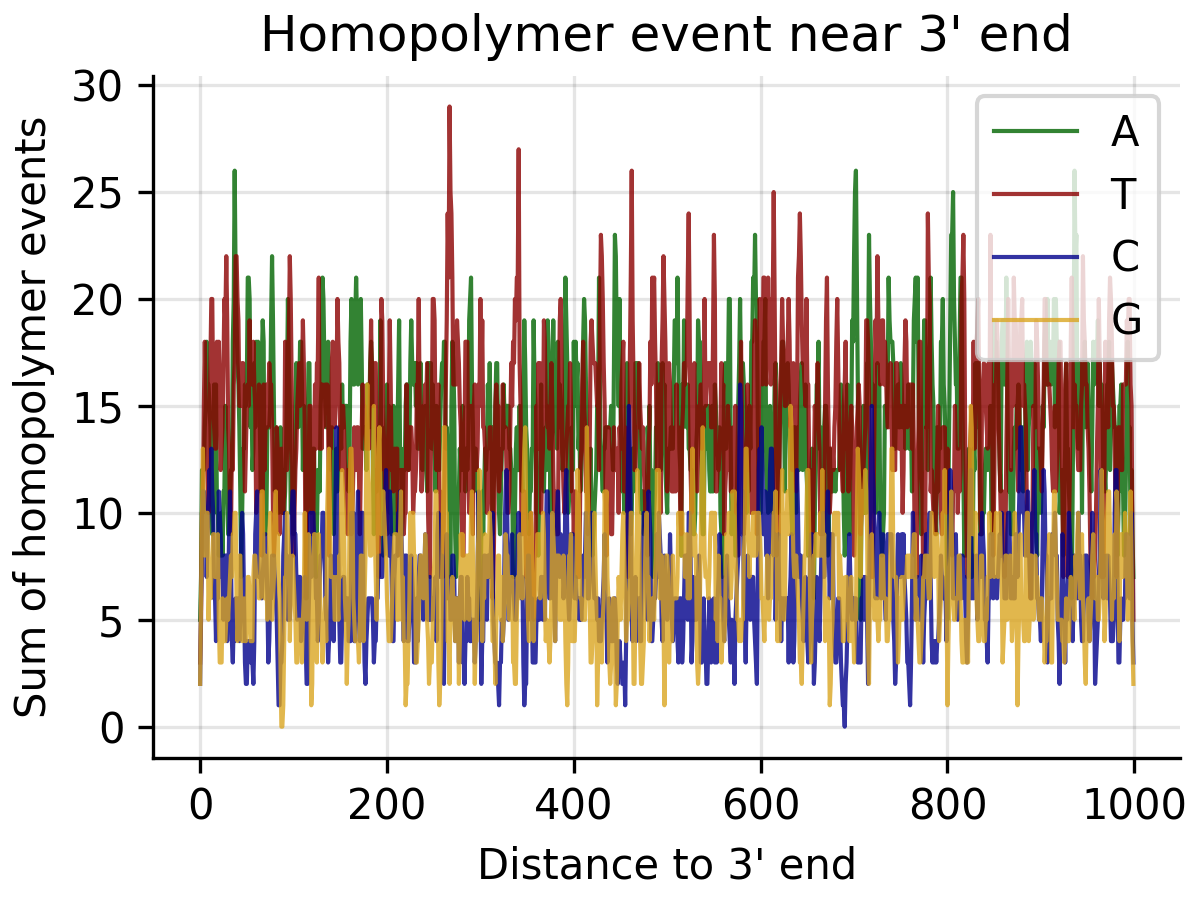 Homopolymer event near 3' end
Sum of homopolymer events
30
25
20
15
10
5
0
A
T
C
G
0 200 400 600 800 1000
Distance to 3' end